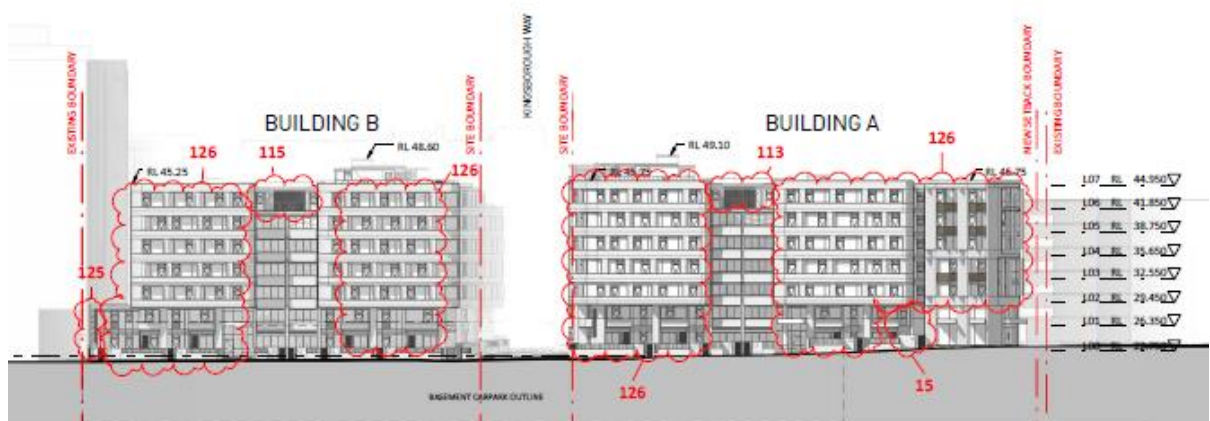 KINGSBOROUGH WAY
EXISTING BOUNDARY
SITE BOUNDARY
SITE BOUNDARY
NEW SETBACK BOUNDARY
EXISTING BOUNDARY
BUILDING B
BUILDING A
RL 48.60
RL 49.10
126
115
126
113
126
RL 45.25
RL 45.75
L07 RL 44.950
L06 RL 41.850
L05 RL 38.750
L04 RL 35.650
125
L03 RL 32.550
L02 RL 29.450
L01 RL 26.350
126
15
BASEMENT CARPARK OUTLINE